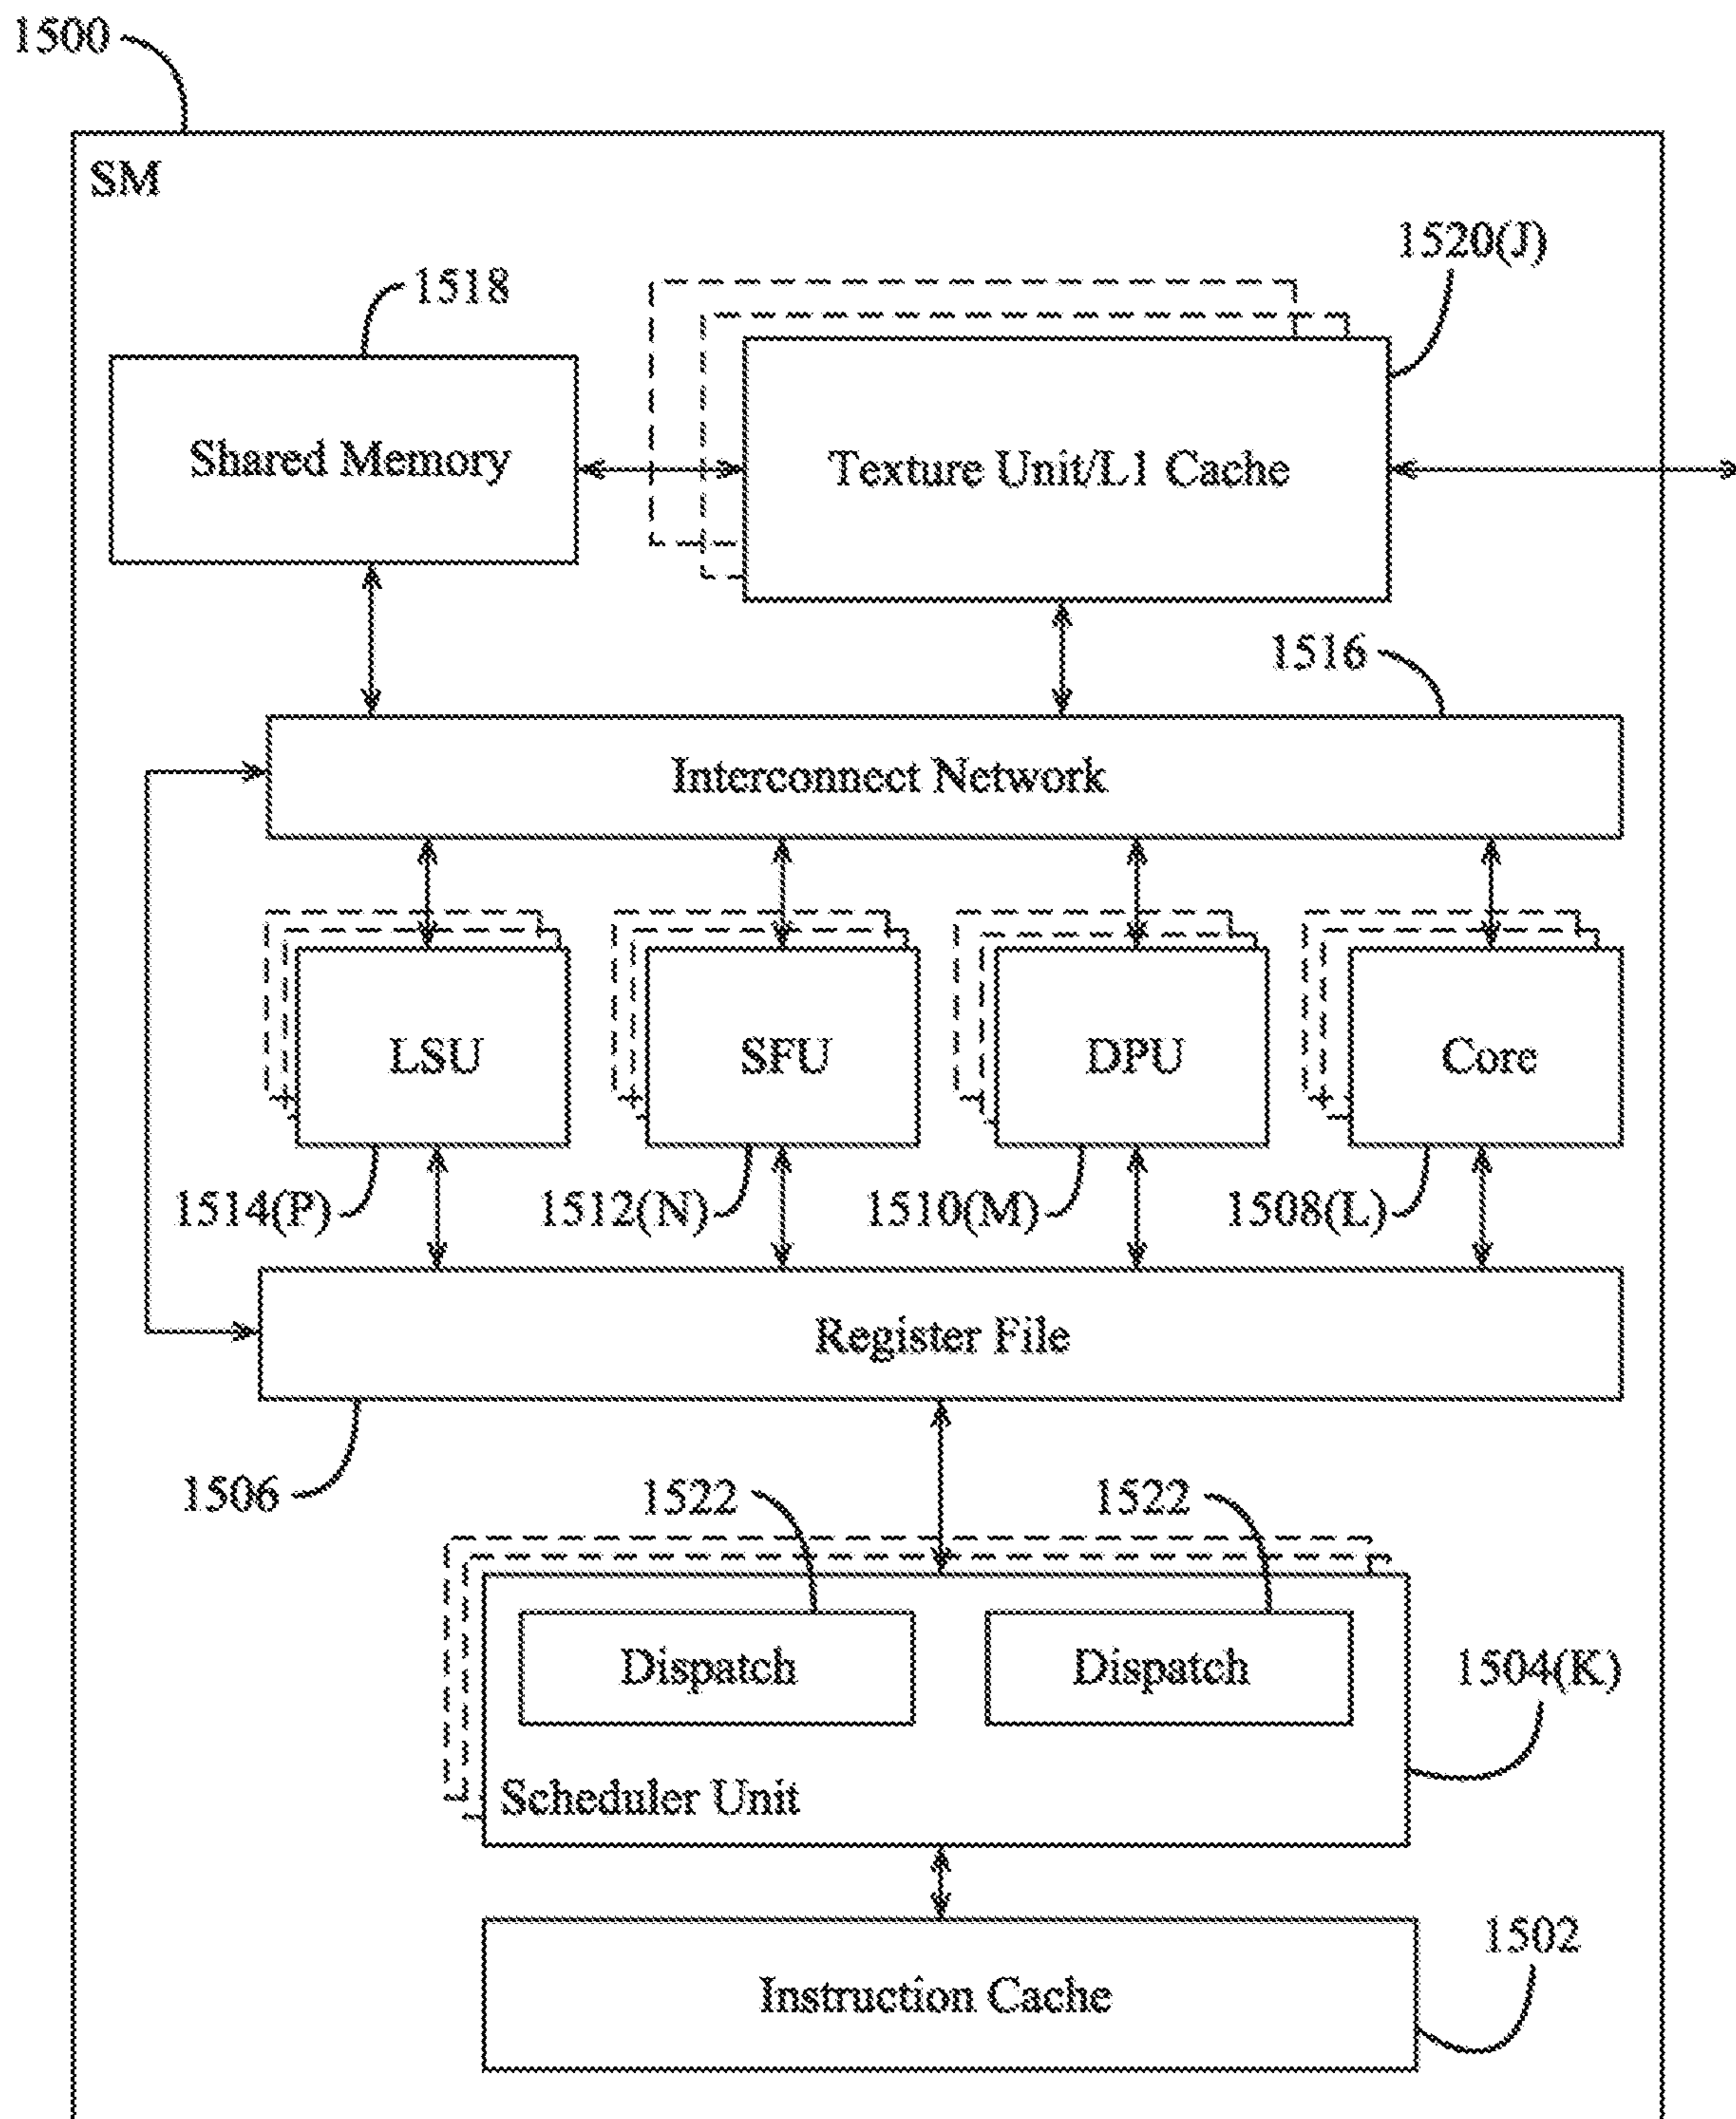 1500
SM
1520(J)
1518
Shared Memory
Texture Unit/L1 Cache
1516
Interconnect Network
LSU
SFU
DPU
Core
1514(P)
1512(N)
1510(M)
1508(L)
Register File
1506
1522
1522
Dispatch
Dispatch
1504(K)
Scheduler Unit
1502
Instruction Cache